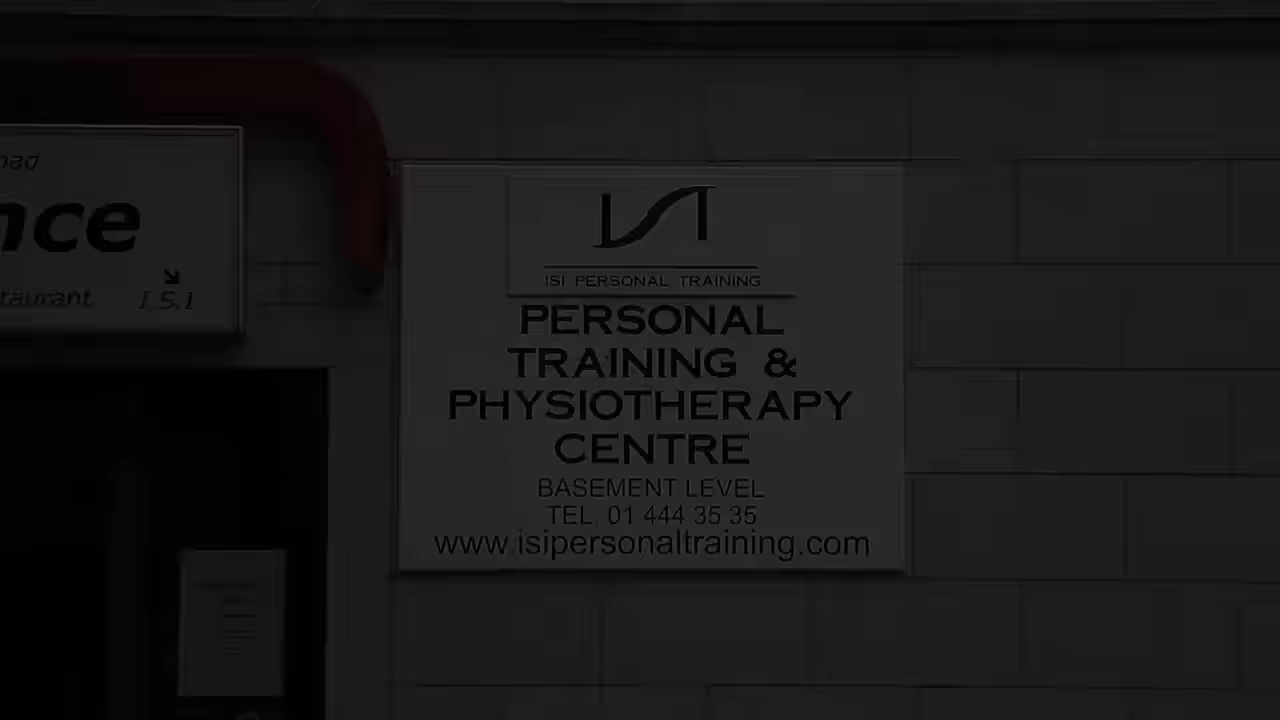 nce
I.S.I
ISI PERSONAL TRAINING
PERSONAL
TRAINING &
PHYSIOTHERAPY
CENTRE
BASEMENT LEVEL
TEL. 01 444 35 35
www.isipersonaltraining.com